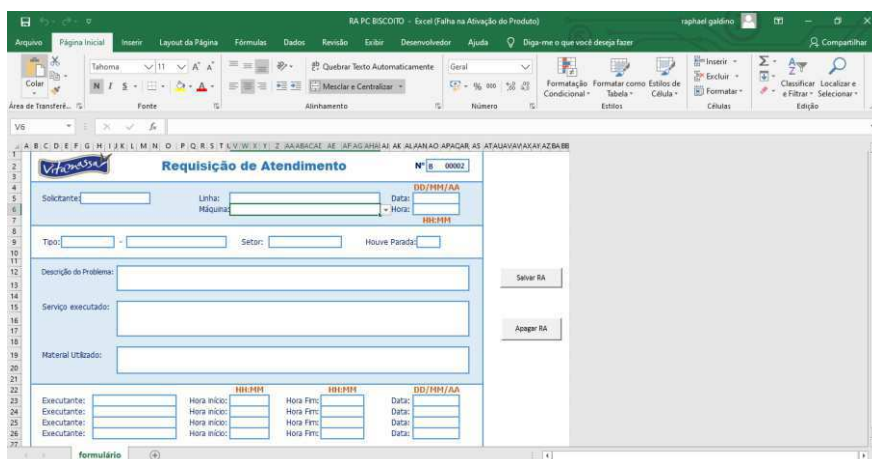 RA PC BISCOITO - Excel (Falha na Ativação do Produto)
raphael galdino
Arquivo Página Inicial Inserir Layout da Página Fórmulas Dados Revisão Exibir Desenvolvedor Ajuda Diga-me o que você deseja fazer Compartilhar
Colar
Tahoma 11
N I S
Quebrar Texto Automaticamente
Mesclar e Centralizar
Geral
% 000
Formatação Condicional
Formatar como Tabela
Estilos de Célula
Inserir
Excluir
Formatar
Classificar e Filtrar
Localizar e Selecionar
Área de Transferê... Fonte Alinhamento Número Estilos Células Edição
V6 fx
Vitamassa
Requisição de Atendimento
Nº B 00002
DD/MM/AA
Solicitante: Linha: Data:
Máquina: Hora:
HH:MM
Tipo: - Setor: Houve Parada:
Descrição do Problema:
Salvar RA
Serviço executado:
Apagar RA
Material Utilizado:
HH:MM HH:MM DD/MM/AA
Executante: Hora início: Hora Fim: Data:
Executante: Hora início: Hora Fim: Data:
Executante: Hora início: Hora Fim: Data:
Executante: Hora início: Hora Fim: Data:
formulário